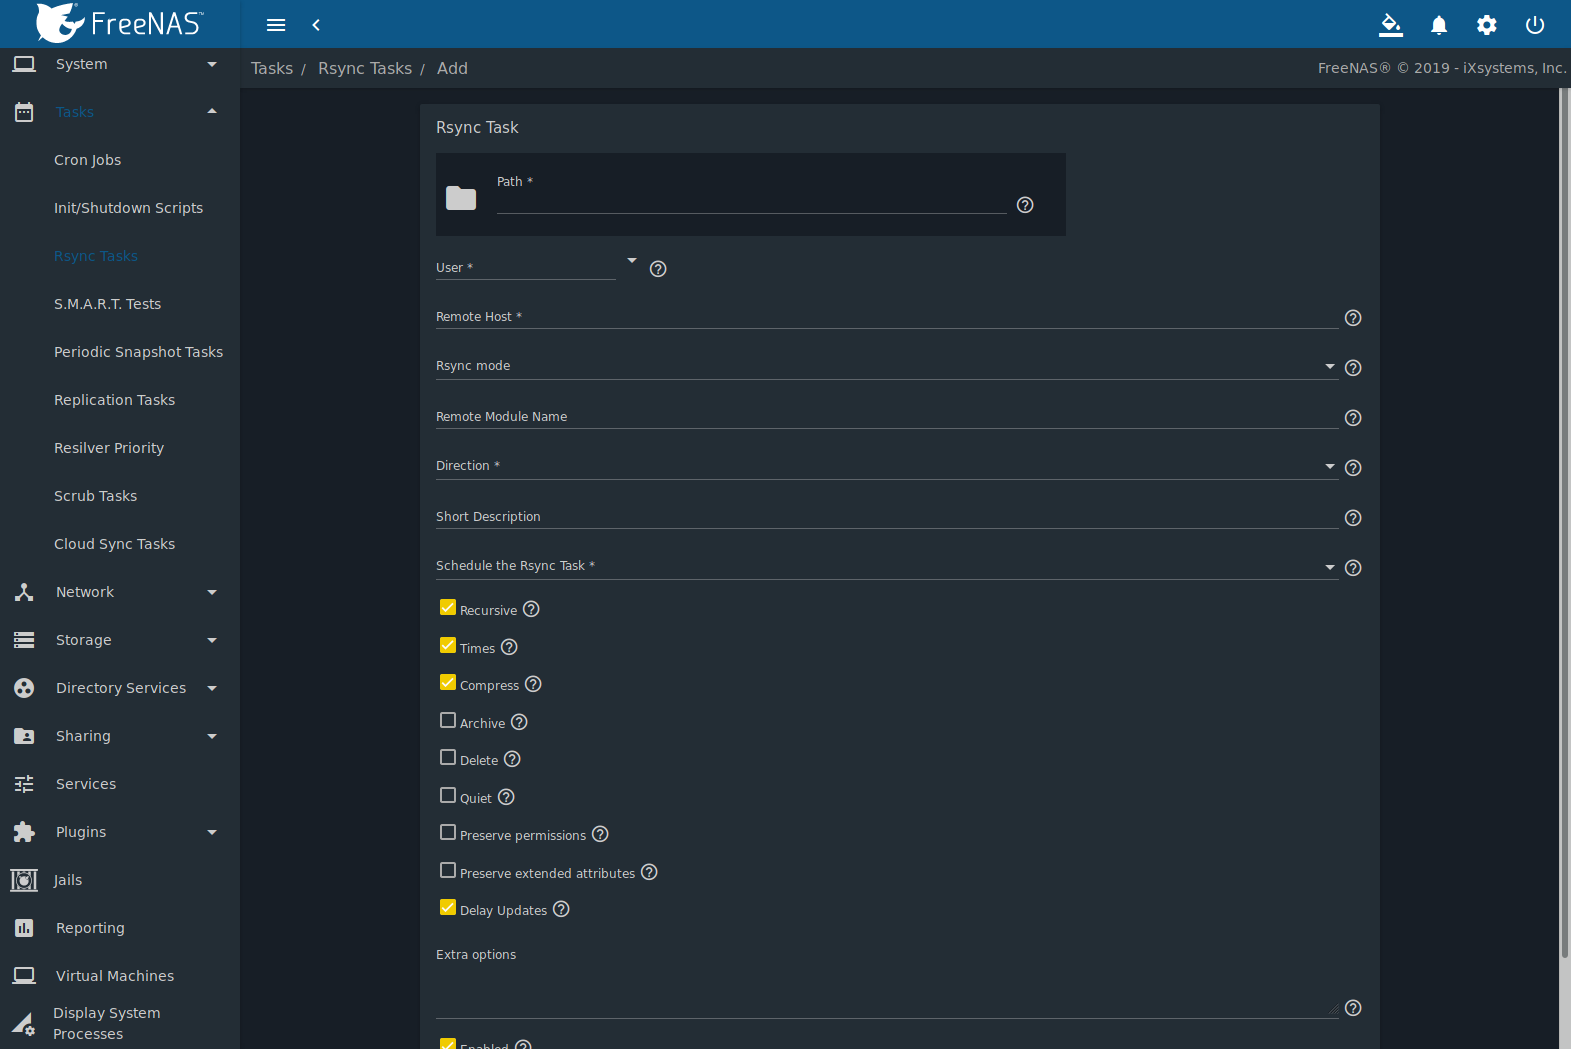 FreeNAS™
System
Tasks / Rsync Tasks / Add
FreeNAS® © 2019 - iXsystems, Inc.
Tasks
Cron Jobs
Init/Shutdown Scripts
Rsync Tasks
S.M.A.R.T. Tests
Periodic Snapshot Tasks
Replication Tasks
Resilver Priority
Scrub Tasks
Cloud Sync Tasks
Network
Storage
Directory Services
Sharing
Services
Plugins
Jails
Reporting
Virtual Machines
Display System
Processes
Rsync Task
Path *
User *
Remote Host *
Rsync mode
Remote Module Name
Direction *
Short Description
Schedule the Rsync Task *
Recursive
Times
Compress
Archive
Delete
Quiet
Preserve permissions
Preserve extended attributes
Delay Updates
Extra options
Enabled